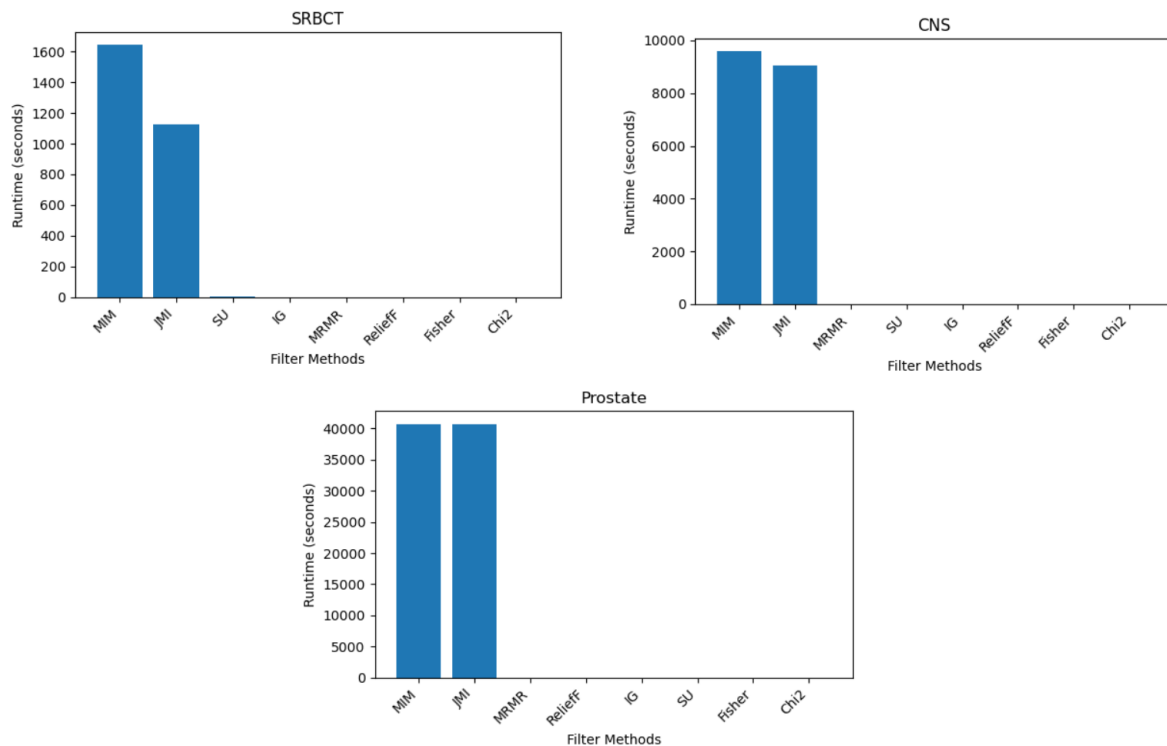 SRBCT
Runtime (seconds)
1600
1400
1200
1000
800
600
400
200
0
MIM
JMI
SU
IG
MRMR
ReliefF
Fisher
Chi2
Filter Methods
CNS
Runtime (seconds)
10000
8000
6000
4000
2000
0
MIM
JMI
MRMR
SU
IG
ReliefF
Fisher
Chi2
Filter Methods
Prostate
Runtime (seconds)
40000
35000
30000
25000
20000
15000
10000
5000
0
MIM
JMI
MRMR
ReliefF
IG
SU
Fisher
Chi2
Filter Methods